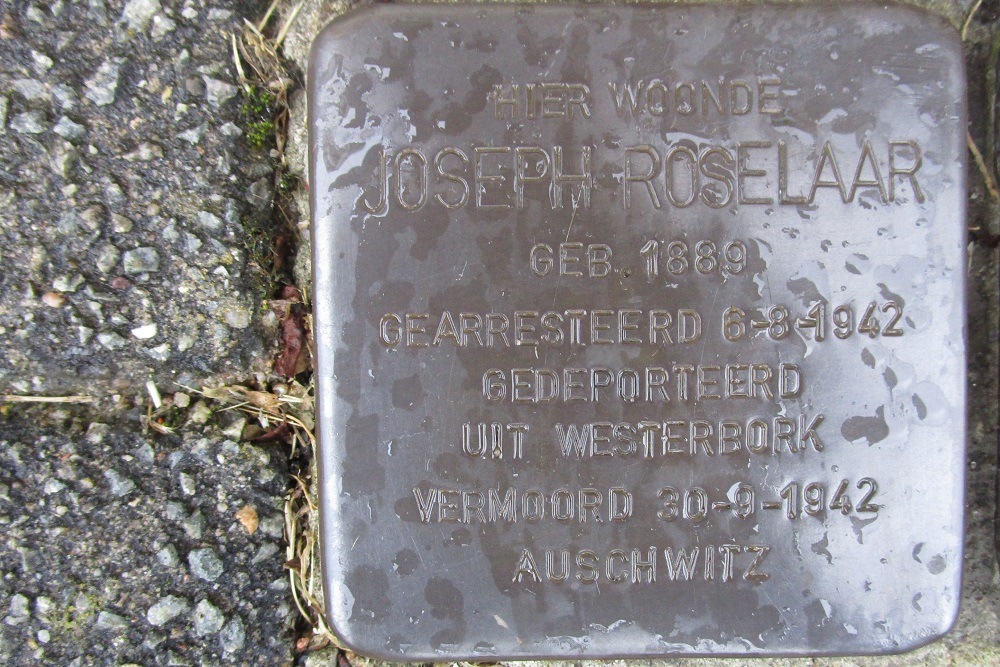 HIER WOONDE
JOSEPH ROSELAAR
GEB. 1889
GEARRESTEERD 6-8-1942
GEDEPORTEERD
UIT WESTERBORK
VERMOORD 30-9-1942
AUSCHWITZ